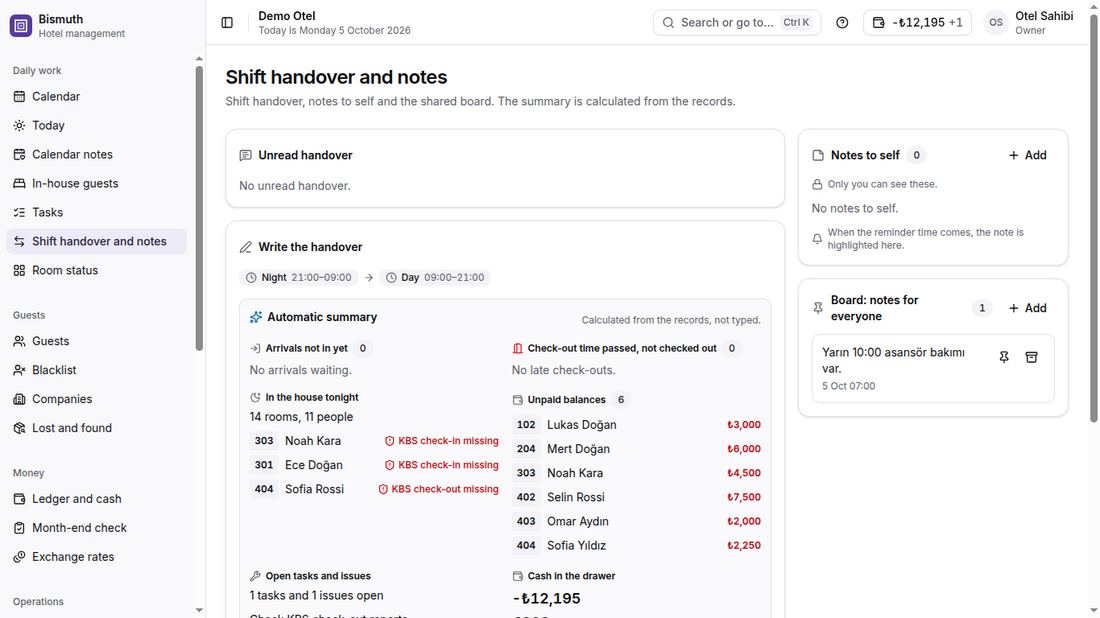 Bismuth
Hotel management
Daily work
Calendar
Today
Calendar notes
In-house guests
Tasks
Shift handover and notes
Room status
Guests
Guests
Blacklist
Companies
Lost and found
Money
Ledger and cash
Month-end check
Exchange rates
Operations
Demo Otel
Today is Monday 5 October 2026
Search or go to... Ctrl K
-₺12,195 +1
OS
Otel Sahibi
Owner
Shift handover and notes
Shift handover, notes to self and the shared board. The summary is calculated from the records.
Unread handover
No unread handover.
Write the handover
Night 21:00–09:00 → Day 09:00–21:00
Automatic summary
Calculated from the records, not typed.
Arrivals not in yet 0
No arrivals waiting.
In the house tonight
14 rooms, 11 people
303 Noah Kara KBS check-in missing
301 Ece Doğan KBS check-in missing
404 Sofia Rossi KBS check-out missing
Check-out time passed, not checked out 0
No late check-outs.
Unpaid balances 6
102 Lukas Doğan ₺3,000
204 Mert Doğan ₺6,000
303 Noah Kara ₺4,500
402 Selin Rossi ₺7,500
403 Omar Aydın ₺2,000
404 Sofia Yıldız ₺2,250
Open tasks and issues
1 tasks and 1 issues open
Cash in the drawer
-₺12,195
Notes to self 0
+ Add
Only you can see these.
No notes to self.
When the reminder time comes, the note is
highlighted here.
Board: notes for
everyone
1
+ Add
Yarın 10:00 asansör bakımı
var.
5 Oct 07:00